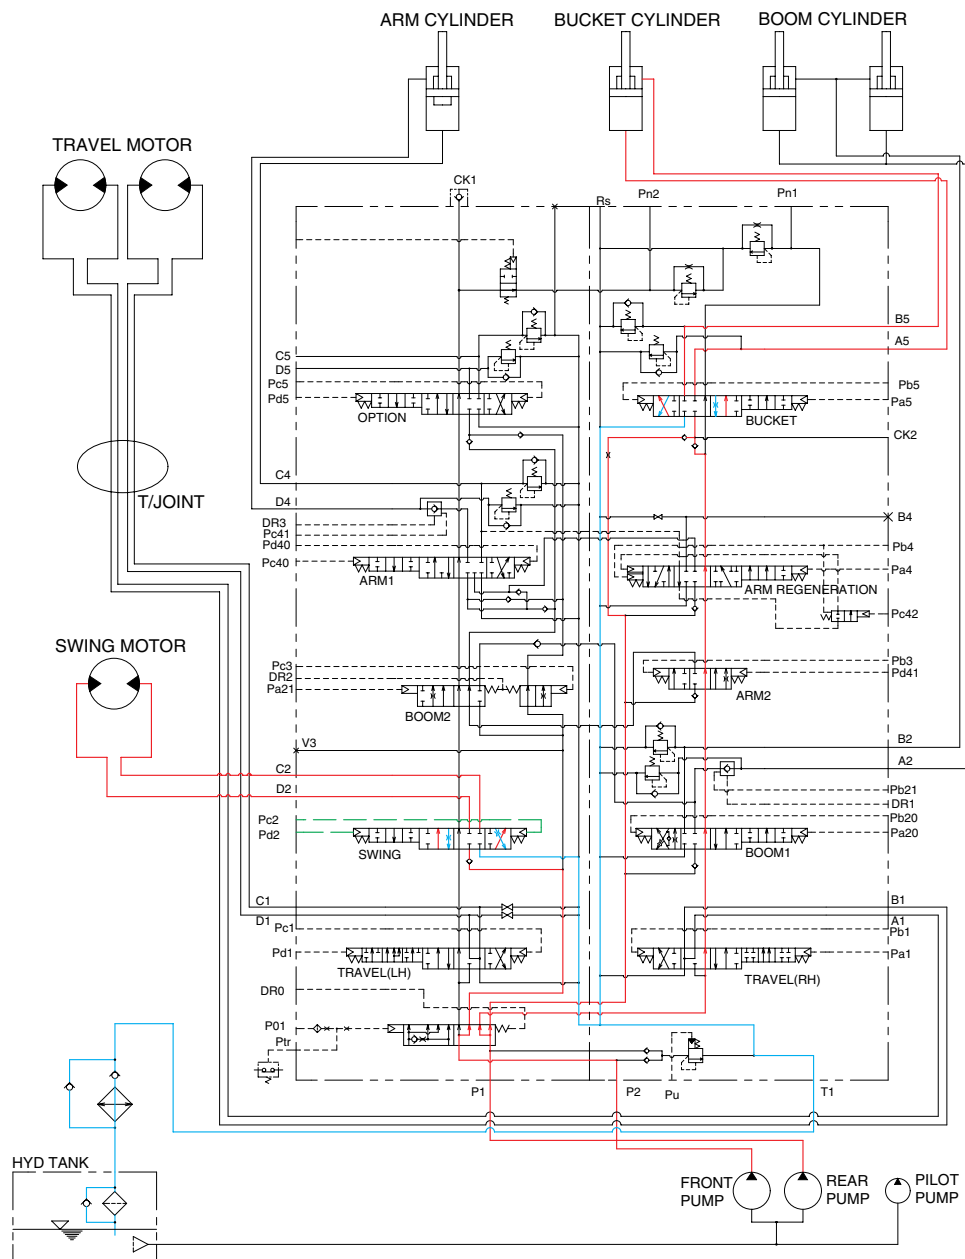 ARM CYLINDER
BUCKET CYLINDER
BOOM CYLINDER
TRAVEL MOTOR
CK1
Rs
Pn2
Pn1
B5
A5
C5
D5
Pc5
Pd5
OPTION
Pb5
Pa5
BUCKET
CK2
T/JOINT
C4
D4
DR3
Pc41
Pd40
Pc40
ARM1
B4
Pb4
Pa4
ARM REGENERATION
Pc42
SWING MOTOR
Pc3
DR2
Pa21
BOOM2
Pb3
Pd41
ARM2
V3
B2
A2
C2
D2
Pb21
DR1
Pc2
Pd2
SWING
Pb20
Pa20
BOOM1
C1
D1
Pc1
Pd1
TRAVEL(LH)
B1
A1
Pb1
Pa1
TRAVEL(RH)
DR0
P01
Ptr
P1
P2
Pu
T1
HYD TANK
FRONT
PUMP
REAR
PUMP
PILOT
PUMP